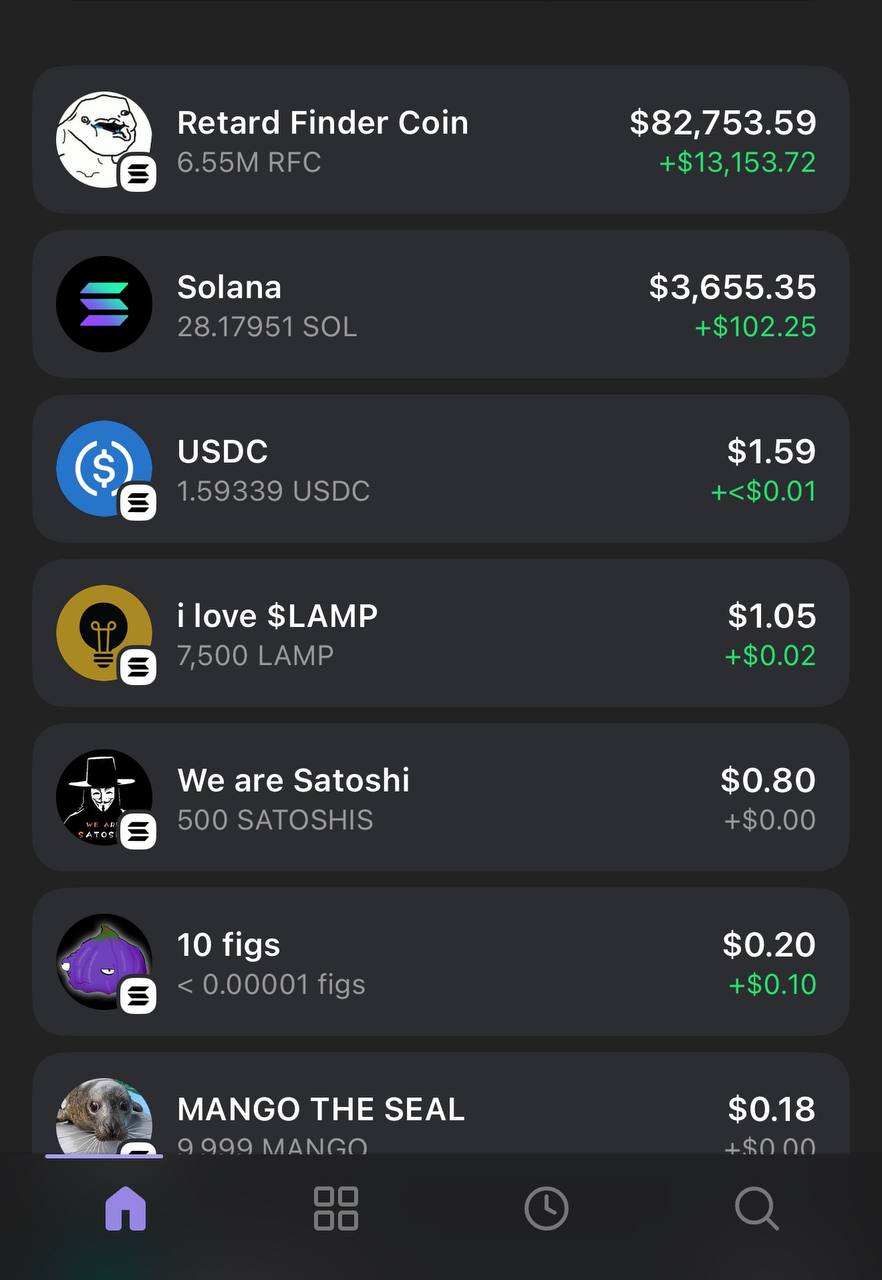 Retard Finder Coin
$82,753.59
6.55M RFC
+$13,153.72
Solana
$3,655.35
28.17951 SOL
+$102.25
USDC
$1.59
1.59339 USDC
+<$0.01
i love $LAMP
$1.05
7,500 LAMP
+$0.02
We are Satoshi
$0.80
500 SATOSHIS
+$0.00
10 figs
$0.20
< 0.00001 figs
+$0.10
MANGO THE SEAL
$0.18
9,999 MANGO
+$0.00